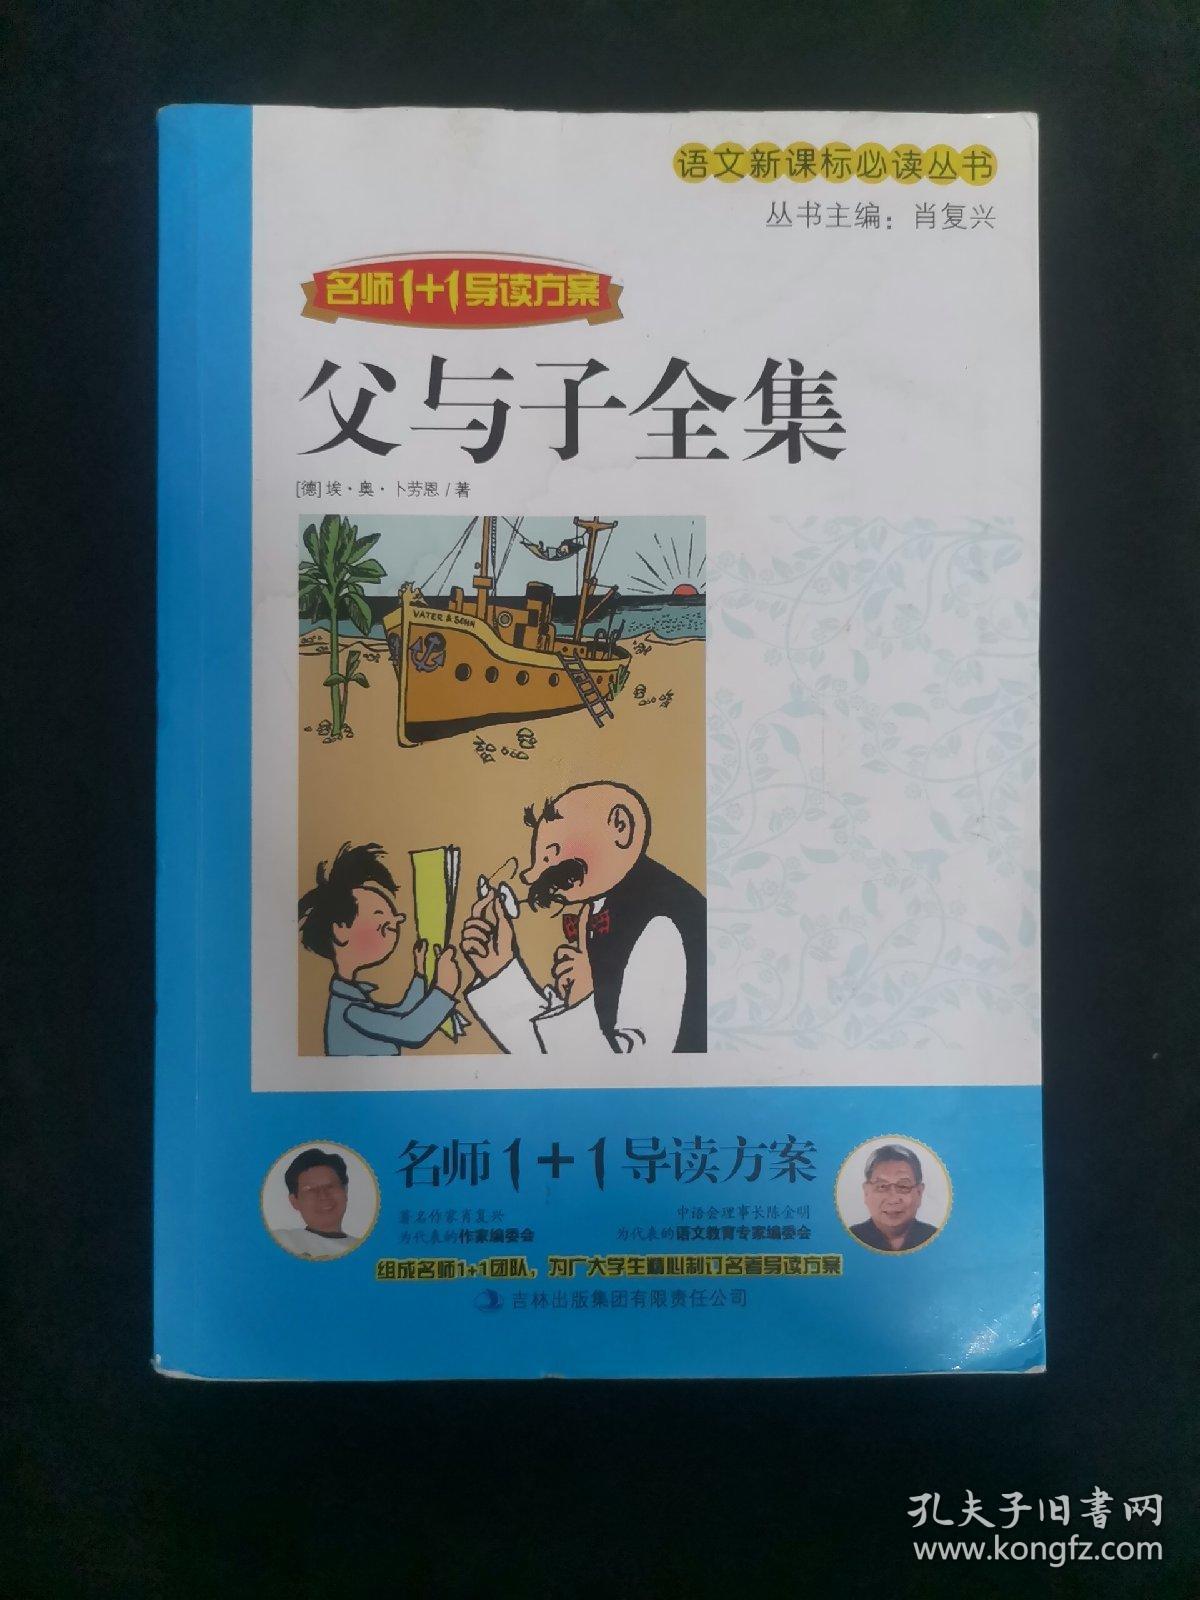 语文新课标必读丛书
丛书主编：肖复兴
名师1+1导读方案
父与子全集
[德]埃·奥·卜劳恩/著
VATER & SOHN
名师1+1导读方案
著名作家肖复兴
为代表的作家编委会
中语会理事长陈金明
为代表的语文教育专家编委会
组成名师1+1团队，为广大学生精心制订名著导读方案
吉林出版集团有限责任公司
孔夫子旧书网
www.kongfz.com